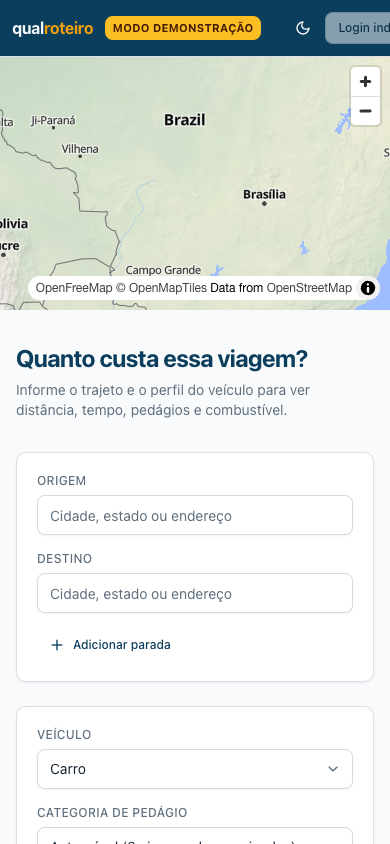 qualroteiro MODO DEMONSTRAÇÃO Login ind
Ji-Paraná
Brazil
Vilhena
Brasília
Campo Grande
OpenFreeMap © OpenMapTiles Data from OpenStreetMap
Quanto custa essa viagem?
Informe o trajeto e o perfil do veículo para ver
distância, tempo, pedágios e combustível.
ORIGEM
Cidade, estado ou endereço
DESTINO
Cidade, estado ou endereço
Adicionar parada
VEÍCULO
Carro
CATEGORIA DE PEDÁGIO